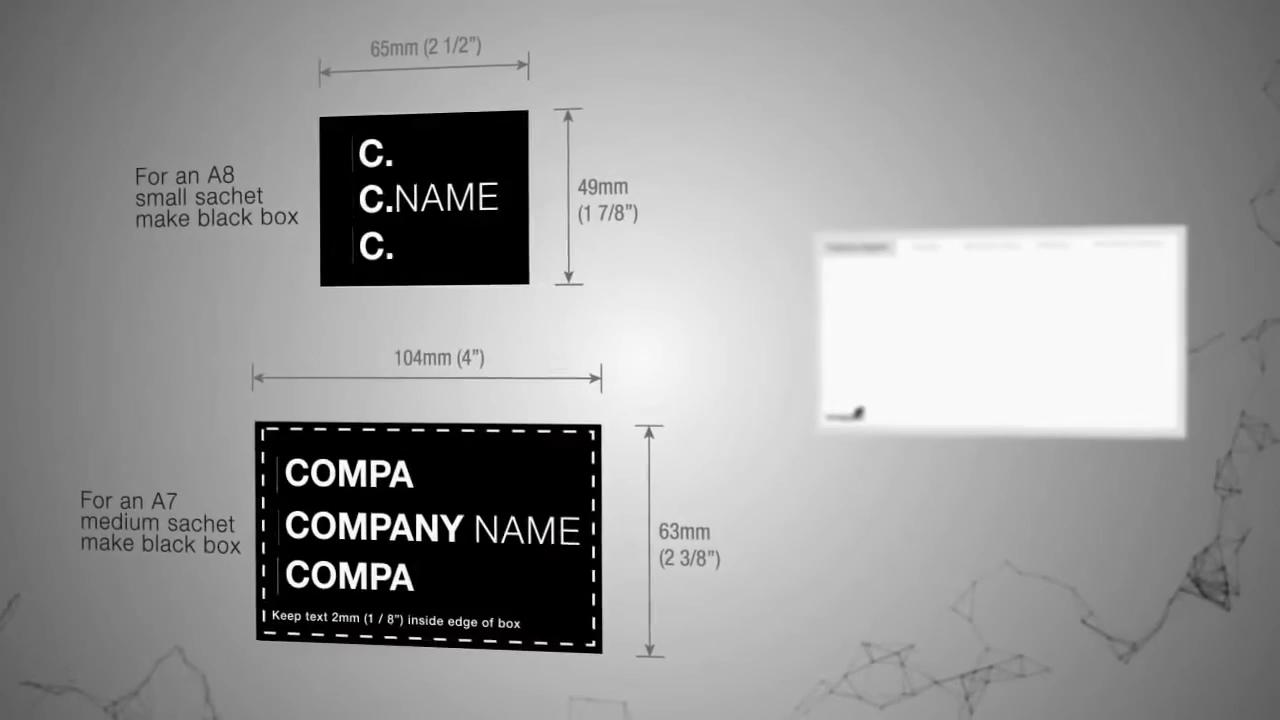 65mm (2 1/2”)
For an A8
small sachet
make black box
C.
C.NAME
C.
49mm
(1 7/8”)
104mm (4”)
For an A7
medium sachet
make black box
COMPA
COMPANY NAME
COMPA
Keep text 2mm (1 / 8”) inside edge of box
63mm
(2 3/8”)